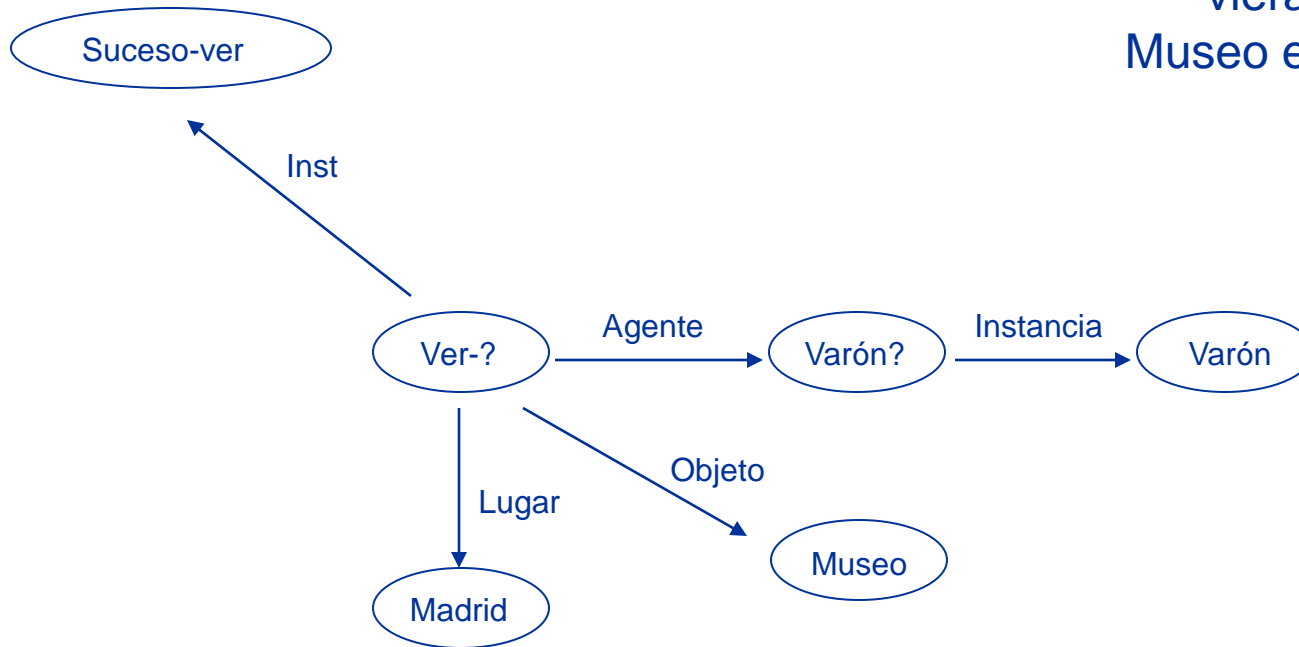 Museo e
Suceso-ver
Inst
Agente
Instancia
Ver-?
Varón?
Varón
Objeto
Lugar
Museo
Madrid